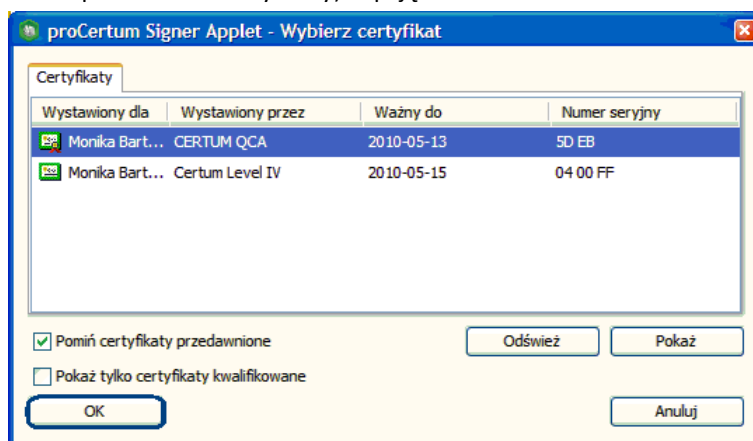 proCertum Signer Applet - Wybierz certyfikat
Certyfikaty
Wystawiony dla Wystawiony przez Ważny do Numer seryjny
Monika Bart... CERTUM QCA 2010-05-13 5D EB
Monika Bart... Certum Level IV 2010-05-15 04 00 FF
Pomiń certyfikaty przedawnione Odśwież Pokaż
Pokaż tylko certyfikaty kwalifikowane
OK Anuluj